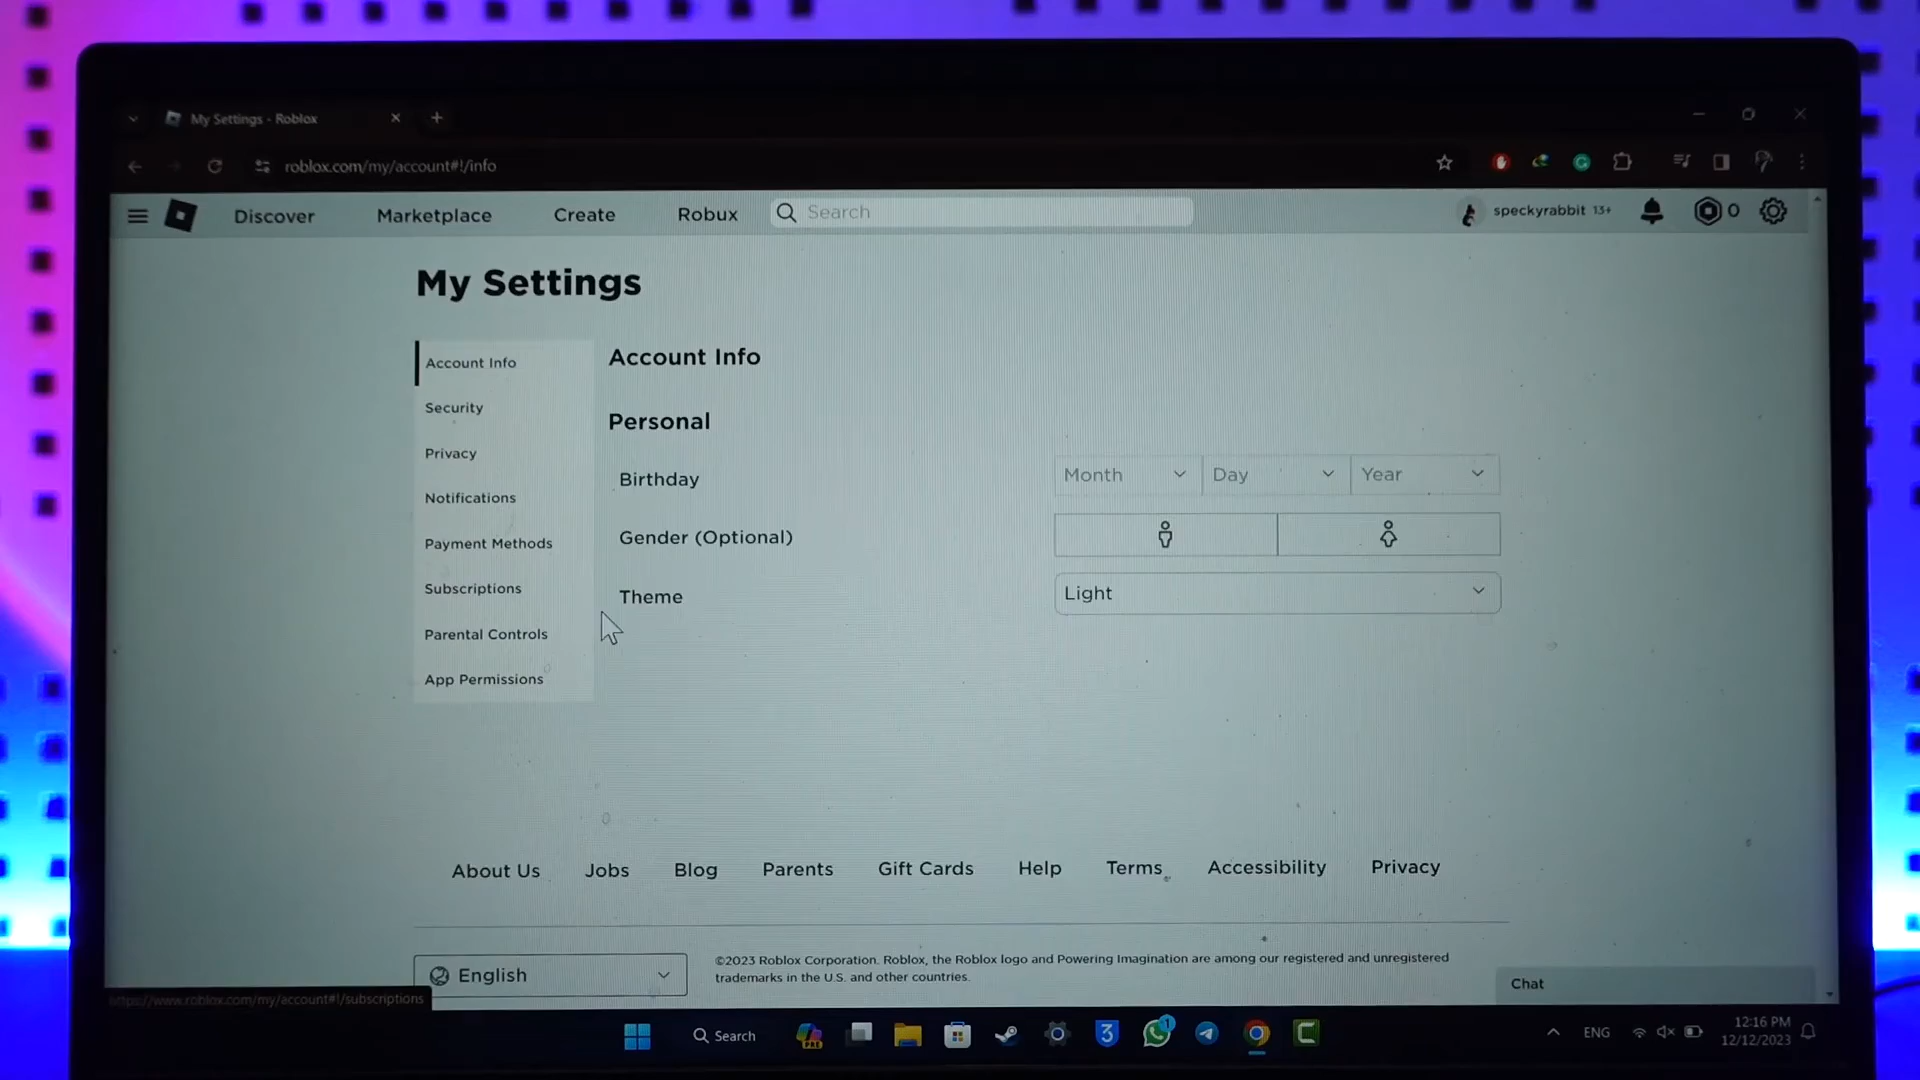 My Settings - Roblox
roblox.com/my/account#!/info
Discover
Marketplace
Create
Robux
Search
speckyrabbit 13+
0
My Settings
Account Info
Security
Privacy
Notifications
Payment Methods
Subscriptions
Parental Controls
App Permissions
Account Info
Personal
Birthday
Month
Day
Year
Gender (Optional)
Theme
Light
About Us
Jobs
Blog
Parents
Gift Cards
Help
Terms
Accessibility
Privacy
English
©2023 Roblox Corporation. Roblox, the Roblox logo and Powering Imagination are among our registered and unregistered
trademarks in the U.S. and other countries.
Chat
https://www.roblox.com/my/account#!/subscriptions
Search
PRE
3
1
C
ENG
12:16 PM
12/12/2023